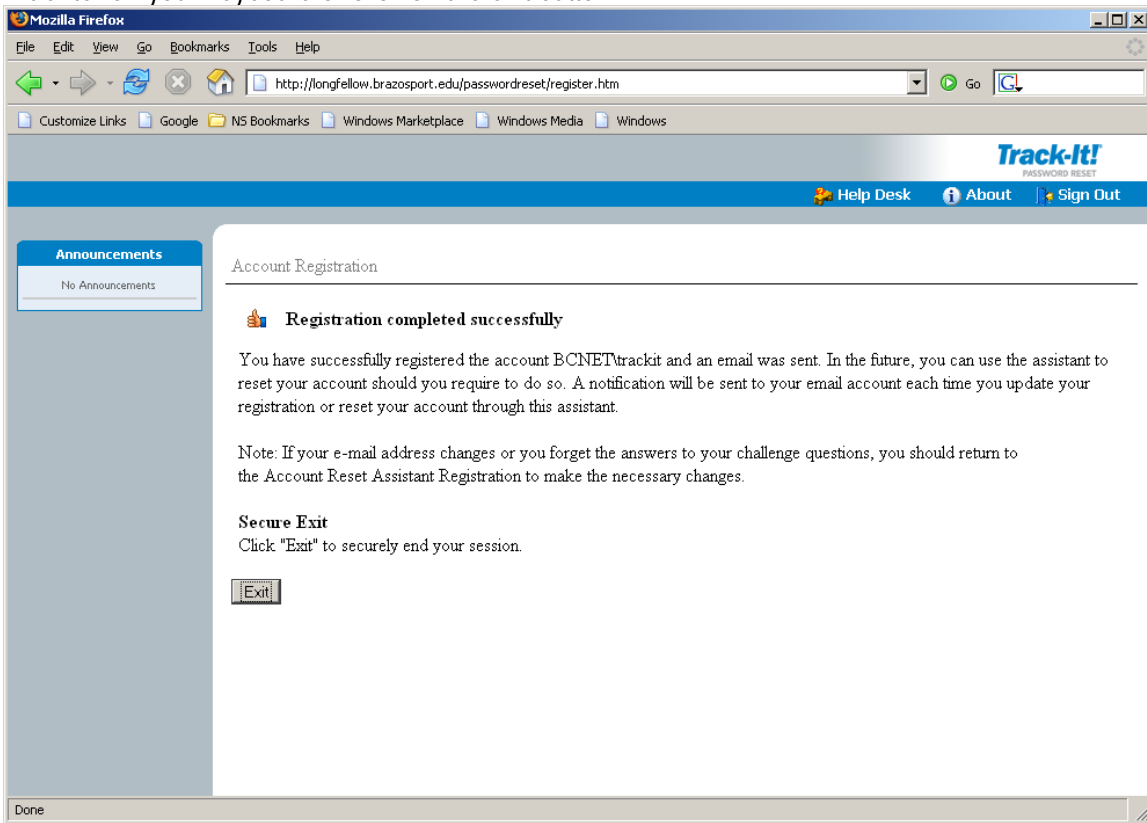 Mozilla Firefox
File Edit View Go Bookmarks Tools Help
http://longfellow.brazosport.edu/passwordreset/register.htm Go G
Customize Links Google NS Bookmarks Windows Marketplace Windows Media Windows
Track-It!
PASSWORD RESET
Help Desk About Sign Out
Announcements
No Announcements
Account Registration
Registration completed successfully
You have successfully registered the account BCNET\trackit and an email was sent. In the future, you can use the assistant to
reset your account should you require to do so. A notification will be sent to your email account each time you update your
registration or reset your account through this assistant.
Note: If your e-mail address changes or you forget the answers to your challenge questions, you should return to
the Account Reset Assistant Registration to make the necessary changes.
Secure Exit
Click "Exit" to securely end your session.
Exit
Done